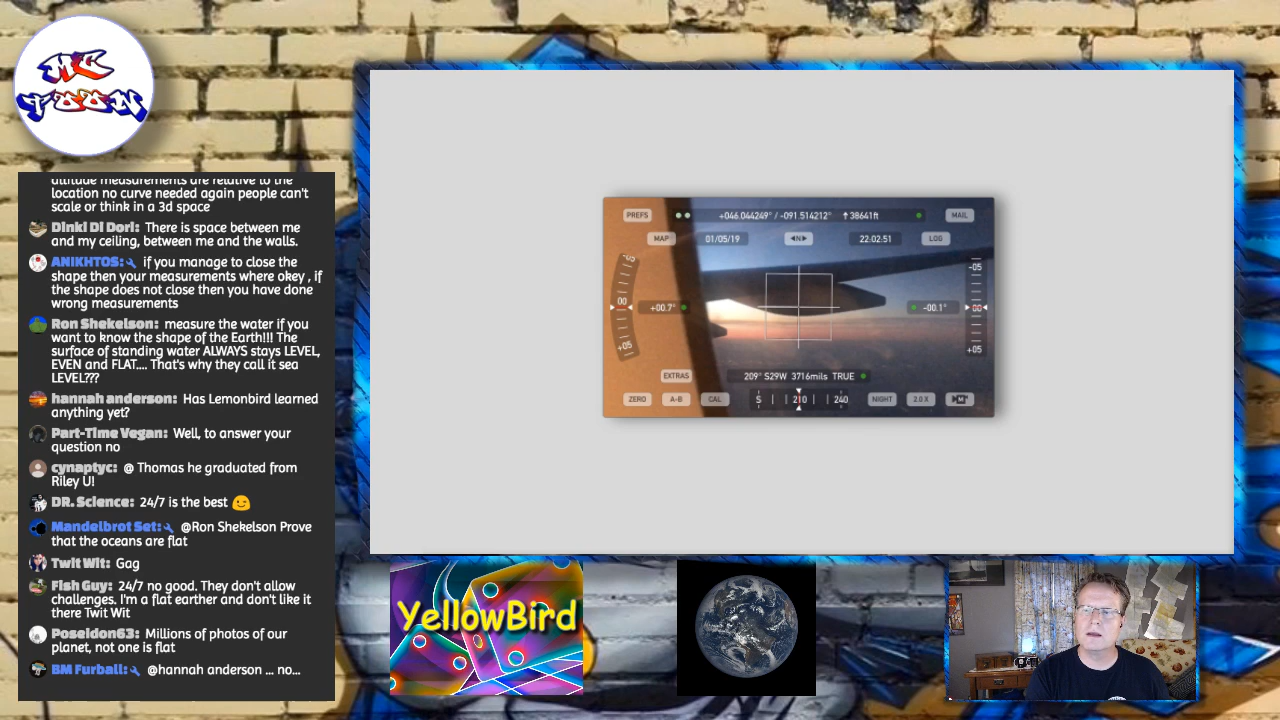 MC
TOON
altitude measurements are relative to the
location no curve needed again people can't
scale or think in a 3d space
Dinki Di Dori: There is space between me
and my ceiling, between me and the walls.
ANIKHTOS: if you manage to close the
shape then your measurements where okey , if
the shape does not close then you have done
wrong measurements
Ron Shekelson: measure the water if you
want to know the shape of the Earth!!! The
surface of standing water ALWAYS stays LEVEL,
EVEN and FLAT.... That's why they call it sea
LEVEL???
hannah anderson: Has Lemonbird learned
anything yet?
Part-Time Vegan: Well, to answer your
question no
cynaptyc: @ Thomas he graduated from
Riley U!
DR. Science: 24/7 is the best
Mandelbrot Set: @Ron Shekelson Prove
that the oceans are flat
Twit Wit: Gag
Fish Guy: 24/7 no good. They don't allow
challenges. I'm a flat earther and don't like it
there Twit Wit
Poseidon63: Millions of photos of our
planet, not one is flat
BM Furball: @hannah anderson ... no...
PREFS +046.044249° / -091.514212° ↑38641ft MAIL
MAP 01/05/19 ◀N▶ 22:02:51 LOG
-05 -05
00 +00.7° -00.1° 00
+05 +05
EXTRAS 209° S29W 3716mils TRUE
ZERO A-B CAL S 210 240 NIGHT 2.0 X M
YellowBird